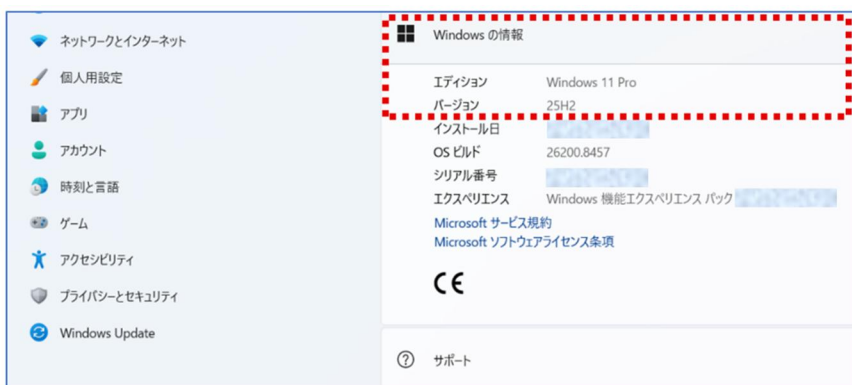 ネットワークとインターネット
個人用設定
アプリ
アカウント
時刻と言語
ゲーム
アクセシビリティ
プライバシーとセキュリティ
Windows Update
Windows の情報
エディション Windows 11 Pro
バージョン 25H2
インストール日
OS ビルド 26200.8457
シリアル番号
エクスペリエンス Windows 機能エクスペリエンス パック
Microsoft サービス規約
Microsoft ソフトウェアライセンス条項
CE
サポート